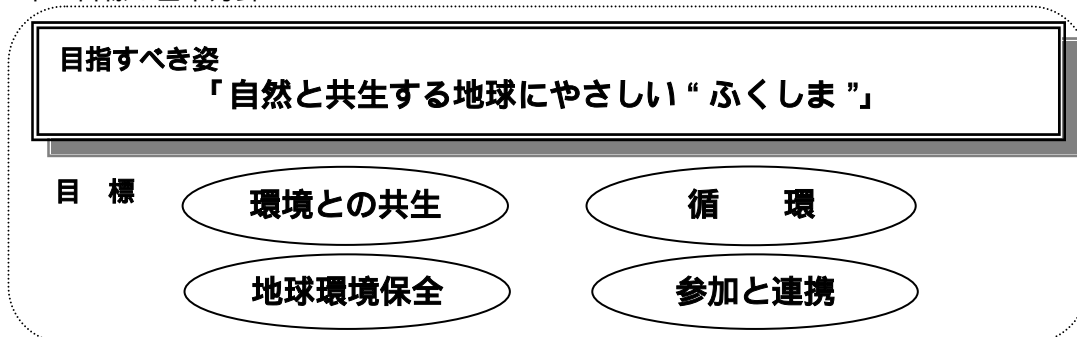 目指すべき姿
「自然と共生する地球にやさしい“ふくしま”」
目　標
環境との共生
循　　環
地球環境保全
参加と連携